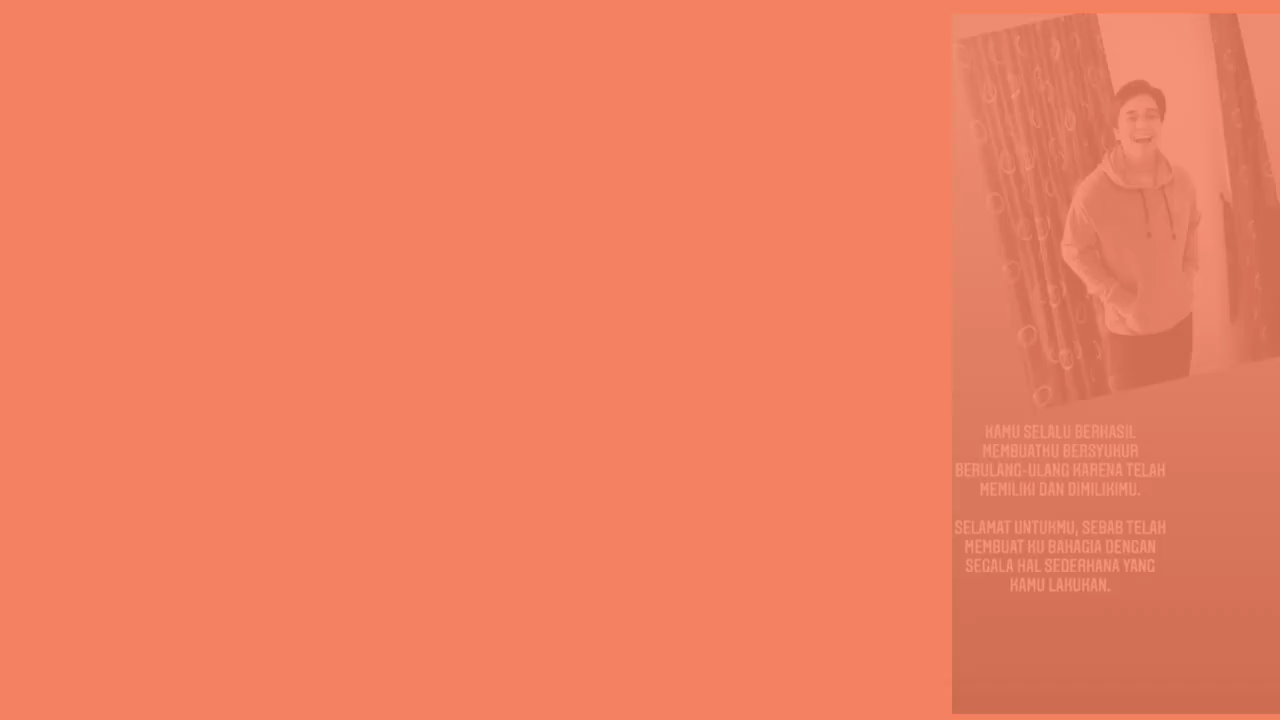 KAMU SELALU BERHASIL
MEMBUATKU BERSYUKUR
BERULANG-ULANG KARENA TELAH
MEMILIKI DAN DIMILIKIMU.
SELAMAT UNTUKMU, SEBAB TELAH
MEMBUAT KU BAHAGIA DENGAN
SEGALA HAL SEDERHANA YANG
KAMU LAKUKAN.